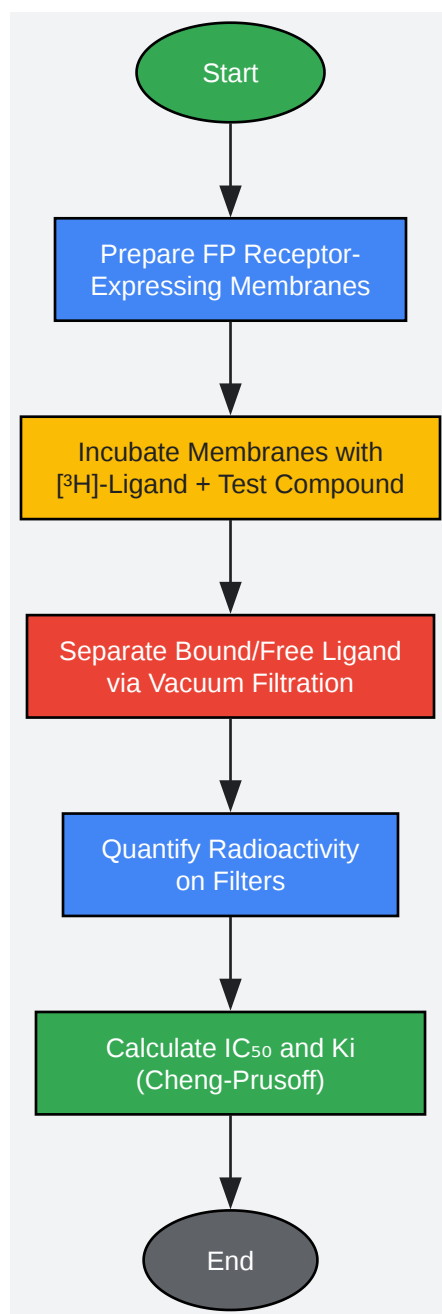 Start
Prepare FP Receptor-
Expressing Membranes
Incubate Membranes with
[³H]-Ligand + Test Compound
Separate Bound/Free Ligand
via Vacuum Filtration
Quantify Radioactivity
on Filters
Calculate IC₅₀ and Ki
(Cheng-Prusoff)
End